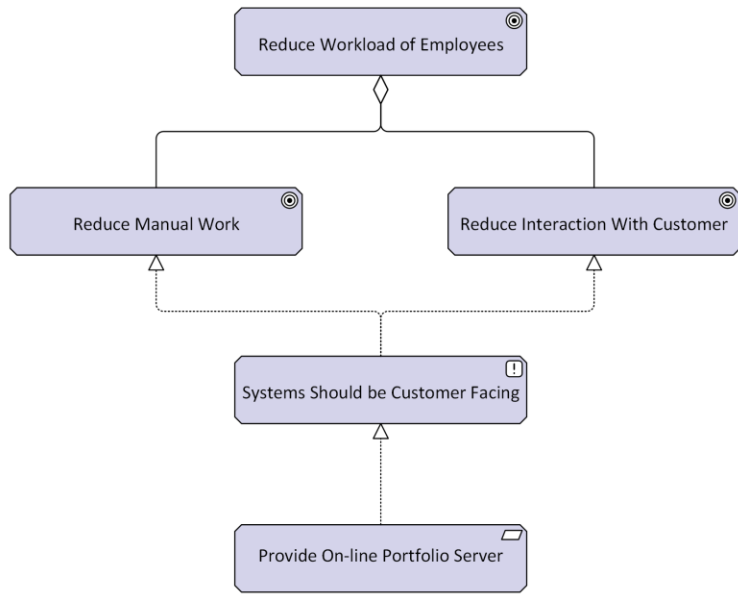 Reduce Workload of Employees
Reduce Manual Work
Reduce Interaction With Customer
Systems Should be Customer Facing
Provide On-line Portfolio Server